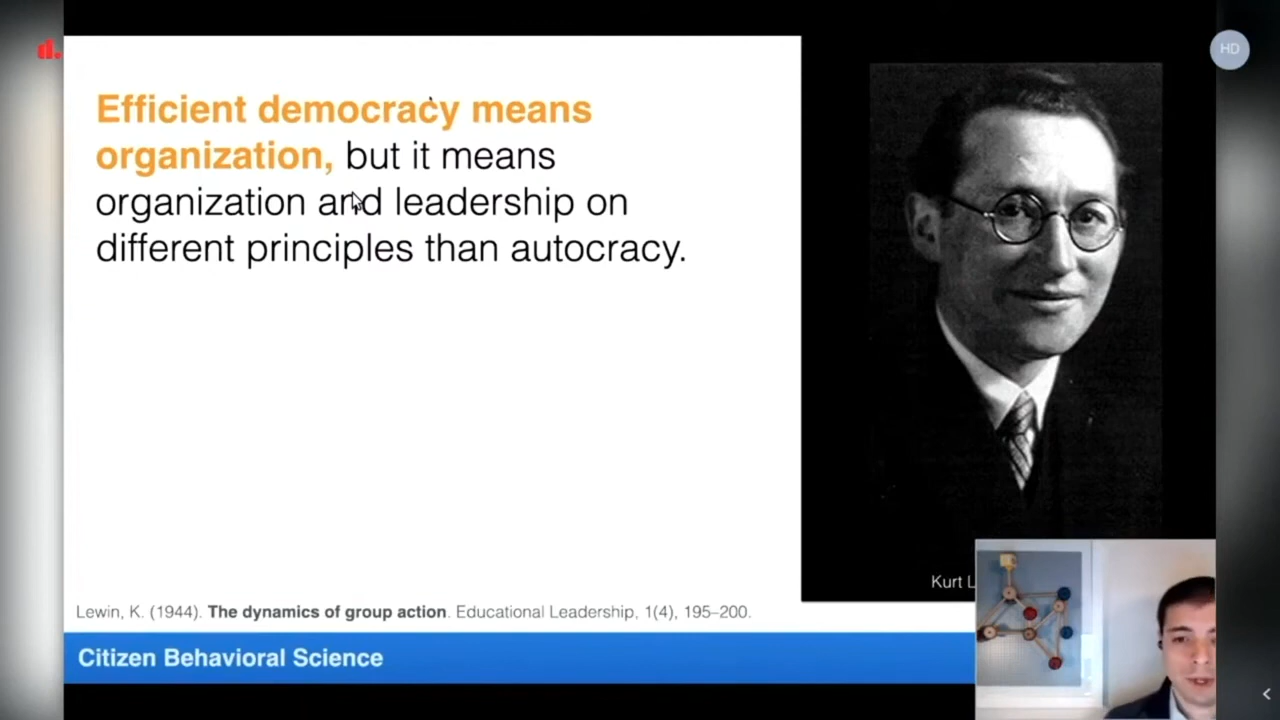 d.
HD
Efficient democracy means
organization, but it means
organization and leadership on
different principles than autocracy.
Kurt L
Lewin, K. (1944). The dynamics of group action. Educational Leadership, 1(4), 195–200.
Citizen Behavioral Science